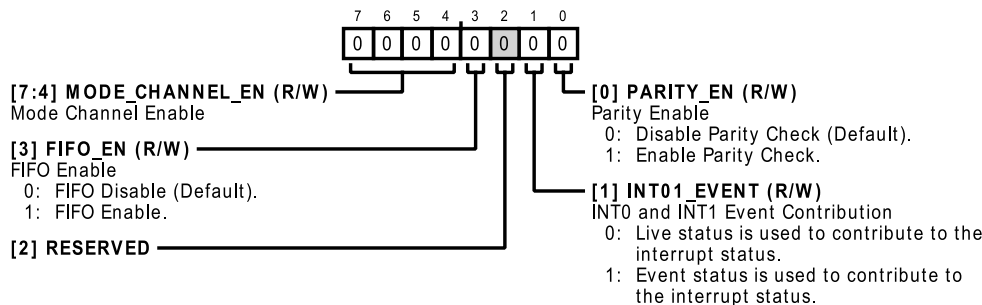 7 6 5 4 3 2 1 0
0 0 0 0 0 0 0 0
[7:4] MODE_CHANNEL_EN (R/W)
Mode Channel Enable
[3] FIFO_EN (R/W)
FIFO Enable
0: FIFO Disable (Default).
1: FIFO Enable.
[2] RESERVED
[0] PARITY_EN (R/W)
Parity Enable
0: Disable Parity Check (Default).
1: Enable Parity Check.
[1] INT01_EVENT (R/W)
INT0 and INT1 Event Contribution
0: Live status is used to contribute to the
interrupt status.
1: Event status is used to contribute to
the interrupt status.